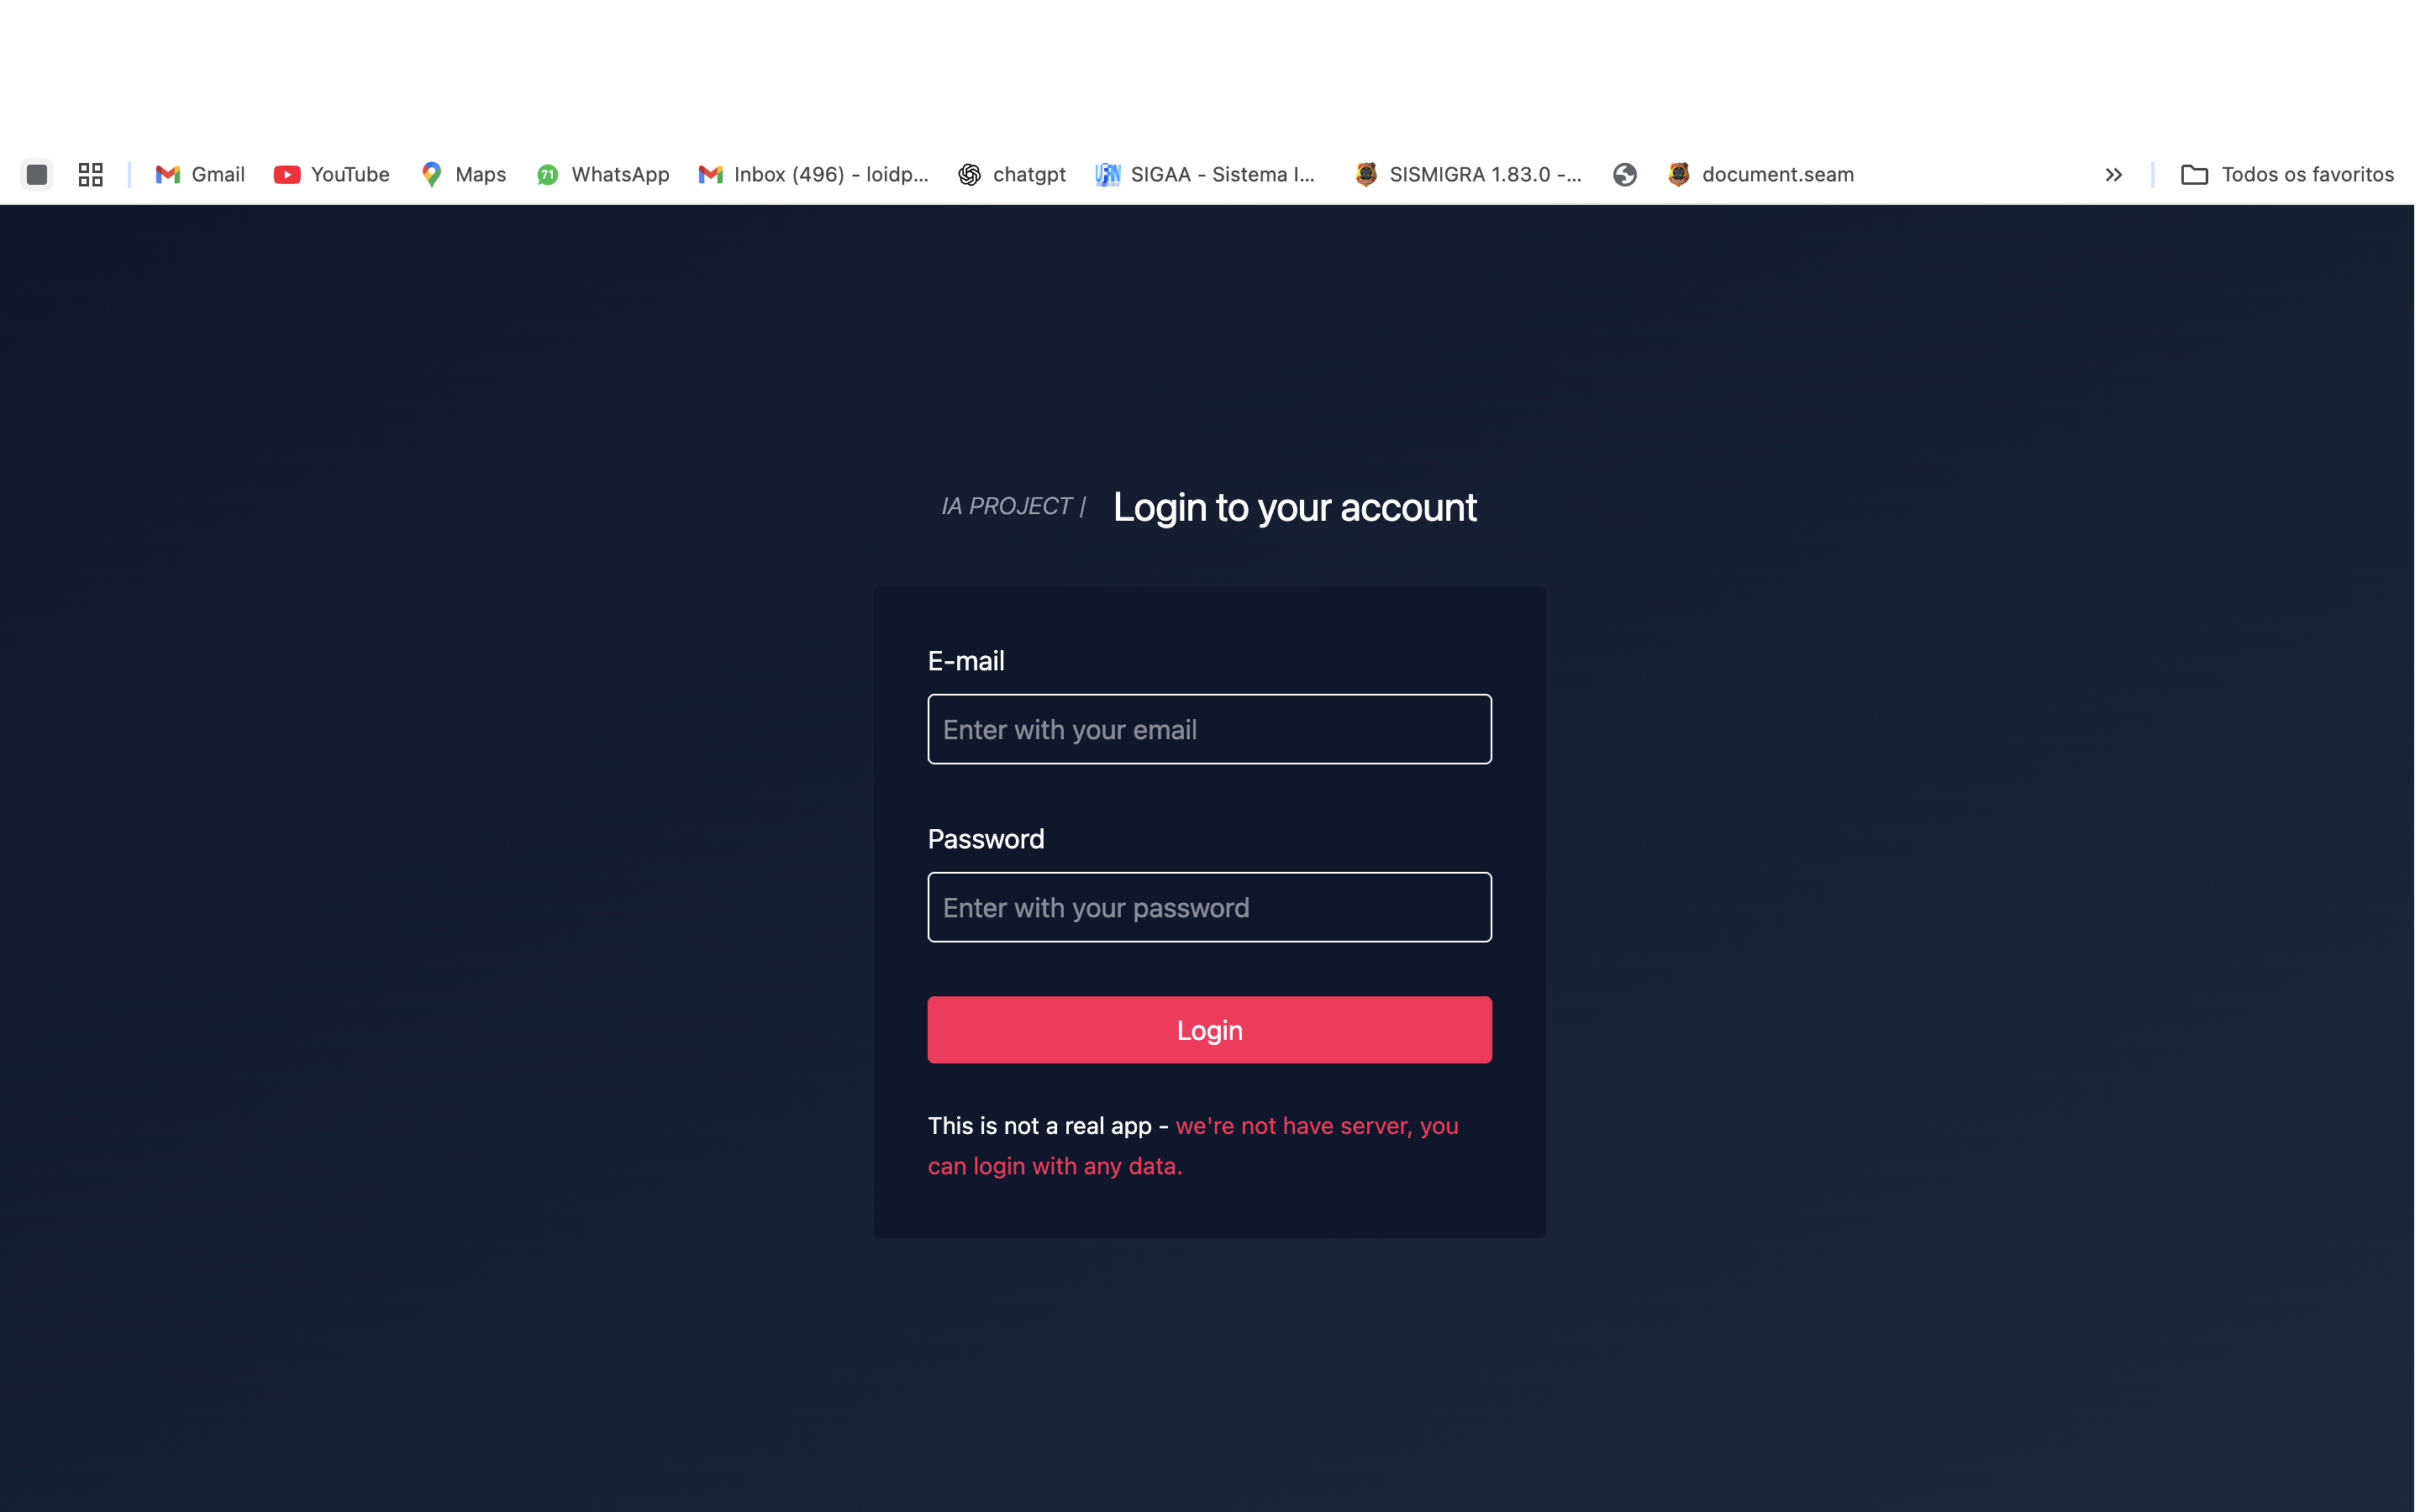 Gmail YouTube Maps 71 WhatsApp Inbox (496) - loidp... chatgpt SIGAA - Sistema I... SISMIGRA 1.83.0 -... document.seam Todos os favoritos
IA PROJECT | Login to your account
E-mail
Enter with your email
Password
Enter with your password
Login
This is not a real app - we're not have server, you
can login with any data.